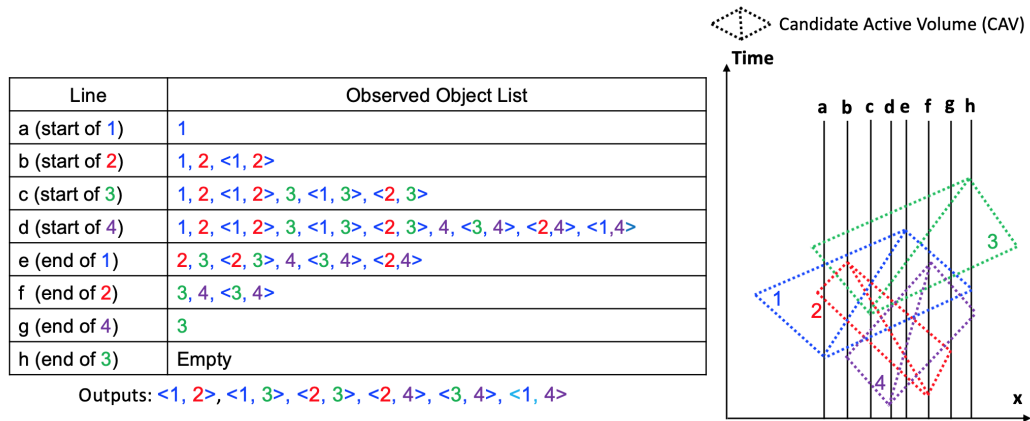 Candidate Active Volume (CAV)
Time
Line Observed Object List
a (start of 1) 1
b (start of 2) 1, 2, <1, 2>
c (start of 3) 1, 2, <1, 2>, 3, <1, 3>, <2, 3>
d (start of 4) 1, 2, <1, 2>, 3, <1, 3>, <2, 3>, 4, <3, 4>, <2,4>, <1,4>
e (end of 1) 2, 3, <2, 3>, 4, <3, 4>, <2,4>
f (end of 2) 3, 4, <3, 4>
g (end of 4) 3
h (end of 3) Empty
Outputs: <1, 2>, <1, 3>, <2, 3>, <2, 4>, <3, 4>, <1, 4>
a b c d e f g h
3
1
2
4
x